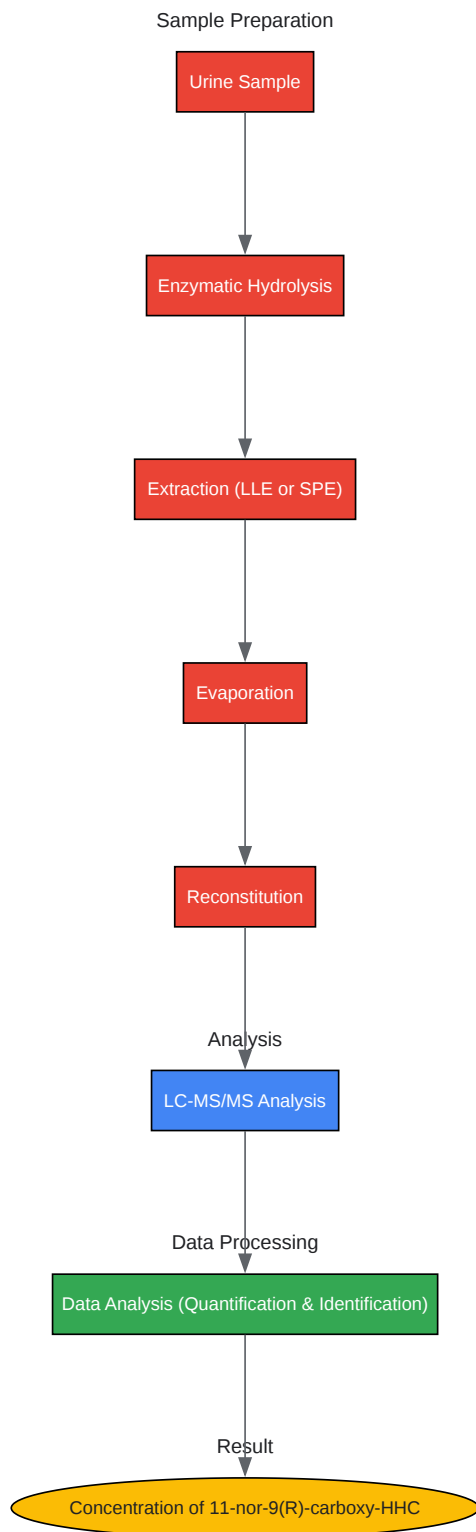 Sample Preparation
Urine Sample
Enzymatic Hydrolysis
Extraction (LLE or SPE)
Evaporation
Reconstitution
Analysis
LC-MS/MS Analysis
Data Processing
Data Analysis (Quantification & Identification)
Result
Concentration of 11-nor-9(R)-carboxy-HHC